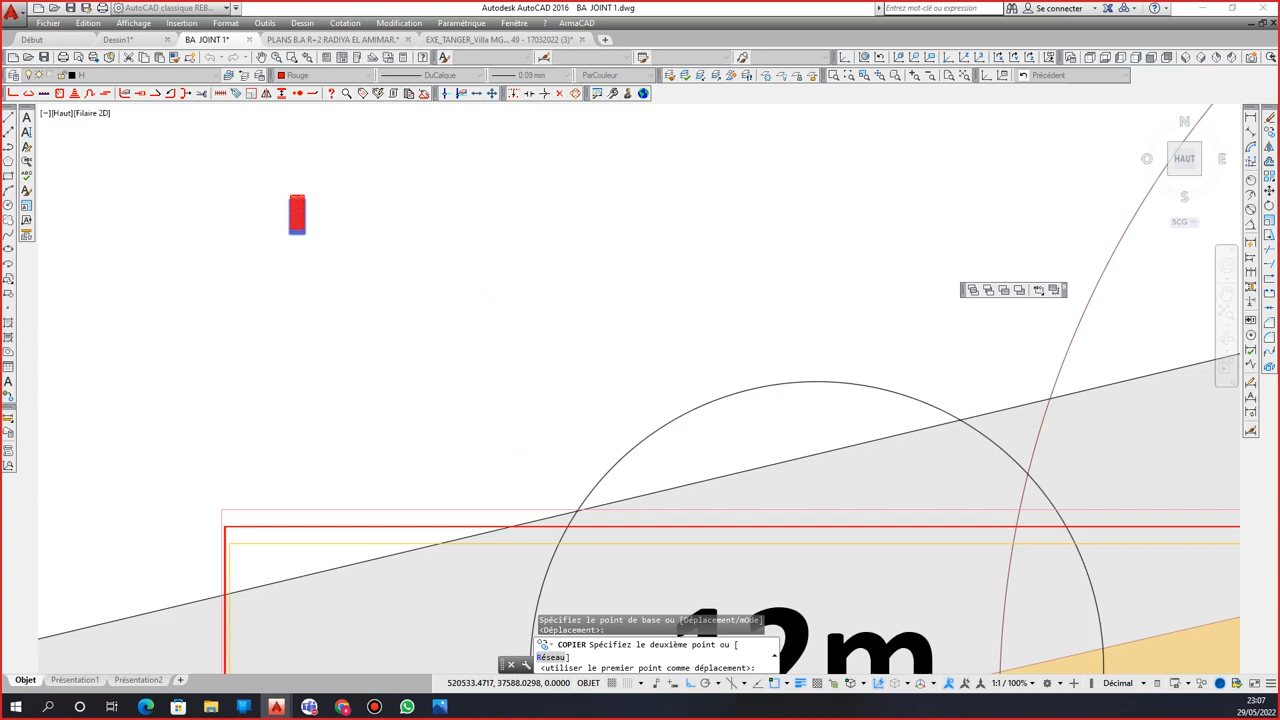 AutoCAD classique REB...
Autodesk AutoCAD 2016 BA JOINT 1.dwg
Entrez mot-clé ou expression
Se connecter
Fichier Edition Affichage Insertion Format Outils Dessin Cotation Modification Paramétrique Fenêtre ? ArmaCAD
Début Dessin1* BA JOINT 1* PLANS B.A R+2 RADIYA EL AMIMAR.* EXE_TANGER_Villa MG... 49 - 17032022 (3)*
H Rouge DuCalque 0.09 mm ParCouleur Précédent
[−][Haut][Filaire 2D]
N
O HAUT E
S
SCG
12m
Spécifiez le point de base ou [Déplacement/mOde]
<Déplacement>:
COPIER Spécifiez le deuxième point ou [
Réseau]
<utiliser le premier point comme déplacement>:
Objet Présentation1 Présentation2
520533.4717, 37588.0298, 0.0000 OBJET 1:1 / 100% Décimal
23:07
29/05/2022